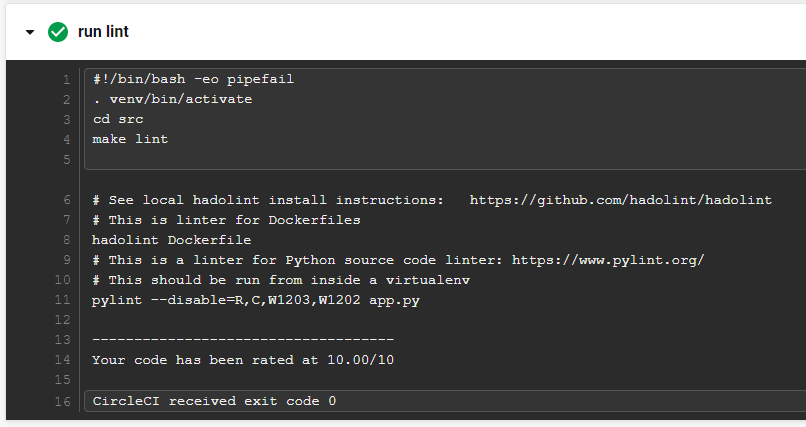 run lint
1 #!/bin/bash -eo pipefail
2 . venv/bin/activate
3 cd src
4 make lint
5
6 # See local hadolint install instructions:   https://github.com/hadolint/hadolint
7 # This is linter for Dockerfiles
8 hadolint Dockerfile
9 # This is a linter for Python source code linter: https://www.pylint.org/
10 # This should be run from inside a virtualenv
11 pylint --disable=R,C,W1203,W1202 app.py
12
13 ------------------------------------
14 Your code has been rated at 10.00/10
15
16 CircleCI received exit code 0